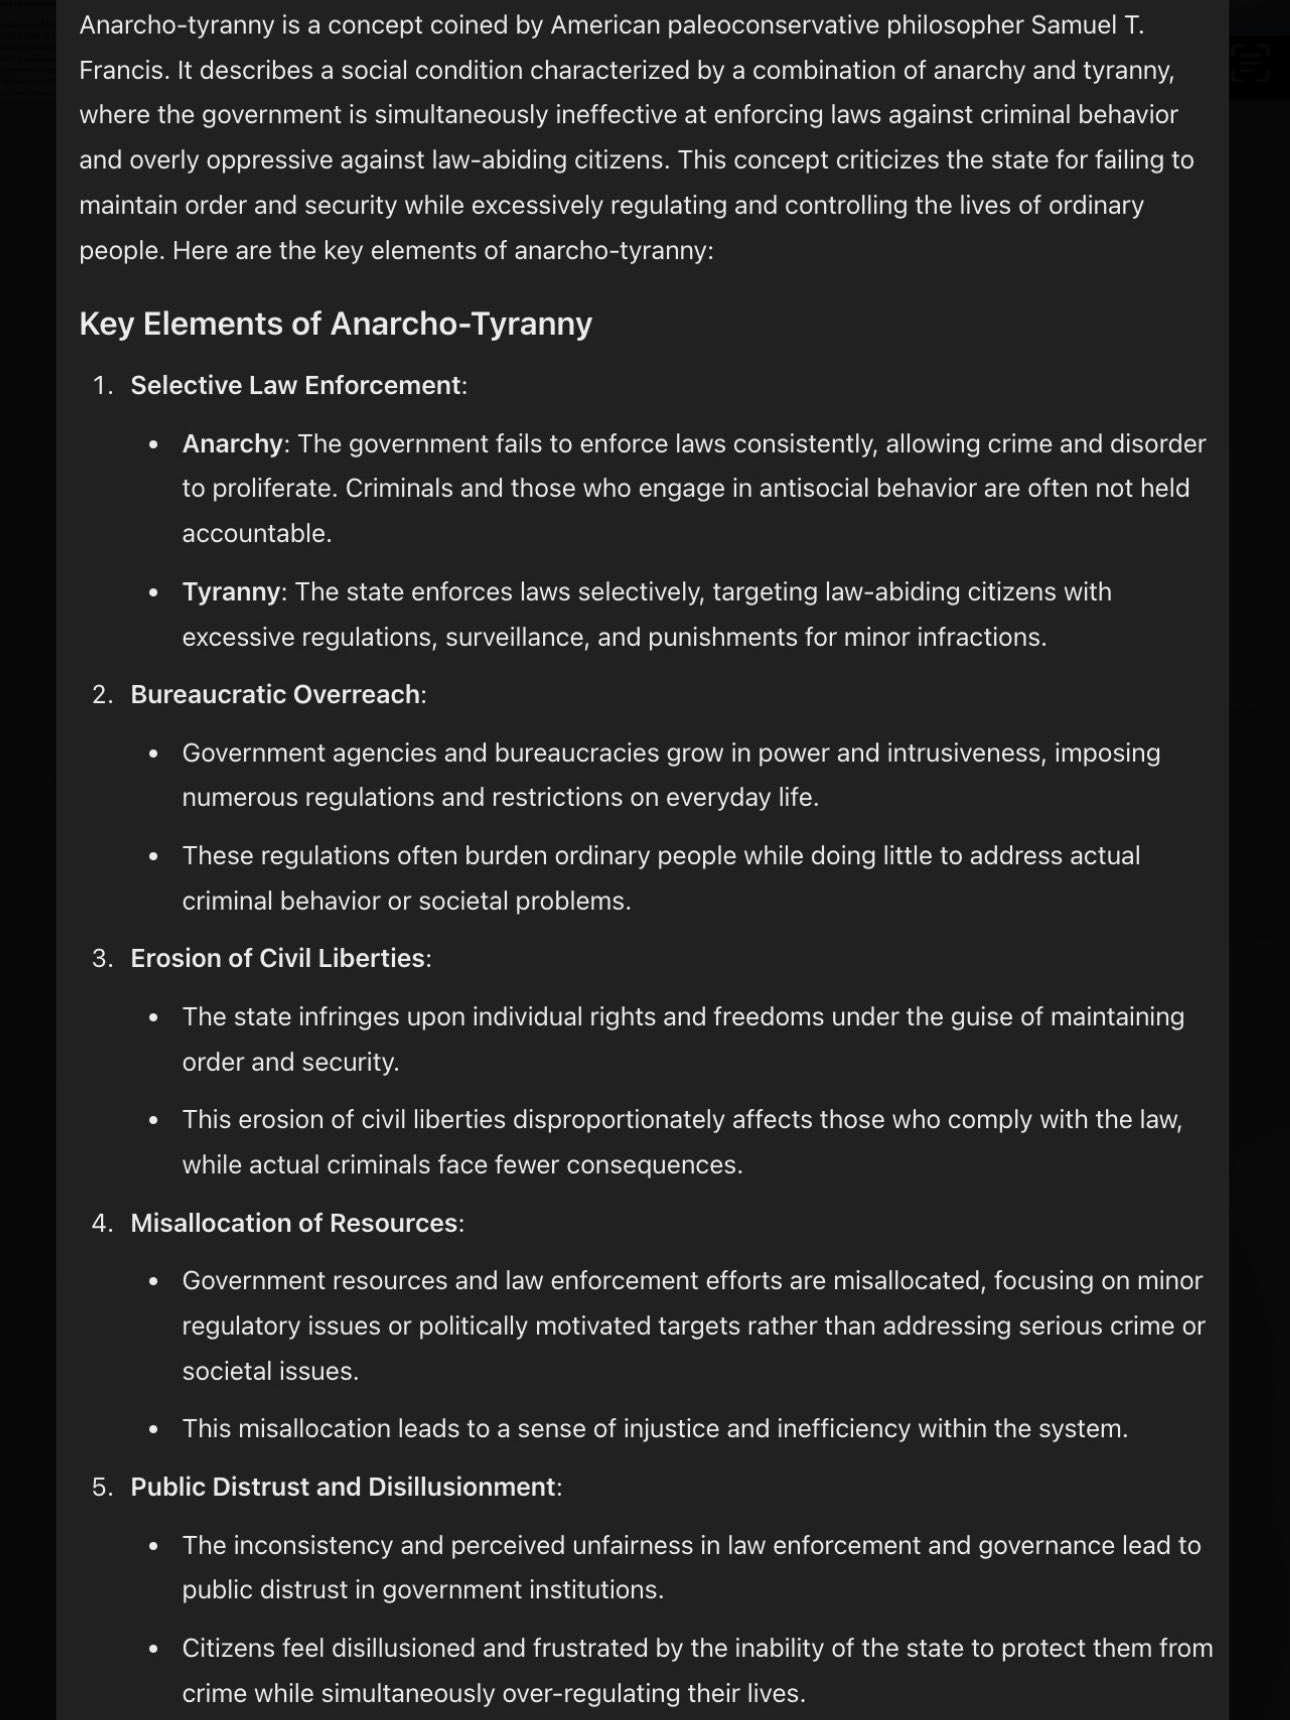 Anarcho-tyranny is a concept coined by American paleoconservative philosopher Samuel T.
Francis. It describes a social condition characterized by a combination of anarchy and tyranny,
where the government is simultaneously ineffective at enforcing laws against criminal behavior
and overly oppressive against law-abiding citizens. This concept criticizes the state for failing to
maintain order and security while excessively regulating and controlling the lives of ordinary
people. Here are the key elements of anarcho-tyranny:
Key Elements of Anarcho-Tyranny
1. Selective Law Enforcement:
• Anarchy: The government fails to enforce laws consistently, allowing crime and disorder
to proliferate. Criminals and those who engage in antisocial behavior are often not held
accountable.
• Tyranny: The state enforces laws selectively, targeting law-abiding citizens with
excessive regulations, surveillance, and punishments for minor infractions.
2. Bureaucratic Overreach:
• Government agencies and bureaucracies grow in power and intrusiveness, imposing
numerous regulations and restrictions on everyday life.
• These regulations often burden ordinary people while doing little to address actual
criminal behavior or societal problems.
3. Erosion of Civil Liberties:
• The state infringes upon individual rights and freedoms under the guise of maintaining
order and security.
• This erosion of civil liberties disproportionately affects those who comply with the law,
while actual criminals face fewer consequences.
4. Misallocation of Resources:
• Government resources and law enforcement efforts are misallocated, focusing on minor
regulatory issues or politically motivated targets rather than addressing serious crime or
societal issues.
• This misallocation leads to a sense of injustice and inefficiency within the system.
5. Public Distrust and Disillusionment:
• The inconsistency and perceived unfairness in law enforcement and governance lead to
public distrust in government institutions.
• Citizens feel disillusioned and frustrated by the inability of the state to protect them from
crime while simultaneously over-regulating their lives.